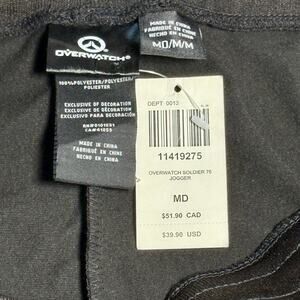 OVERWATCH
MADE IN CHINA
FABRIQUÉ EN CHINE
HECHO EN CHINA
MD/M/M
100%POLYESTER/POLYESTER/
POLIESTER
EXCLUSIVE OF DECORATION
EXCLUSIF DE DÉCORATION
EXCLUSIVO PARA DECORACIÓN
MADE IN CHINA
FABRIQUÉ EN CHINE
HECHO EN CHINA
DEPT: 0013
11419275
OVERWATCH SOLDIER 76
JOGGER
MD
$51.90 CAD
$39.90 USD